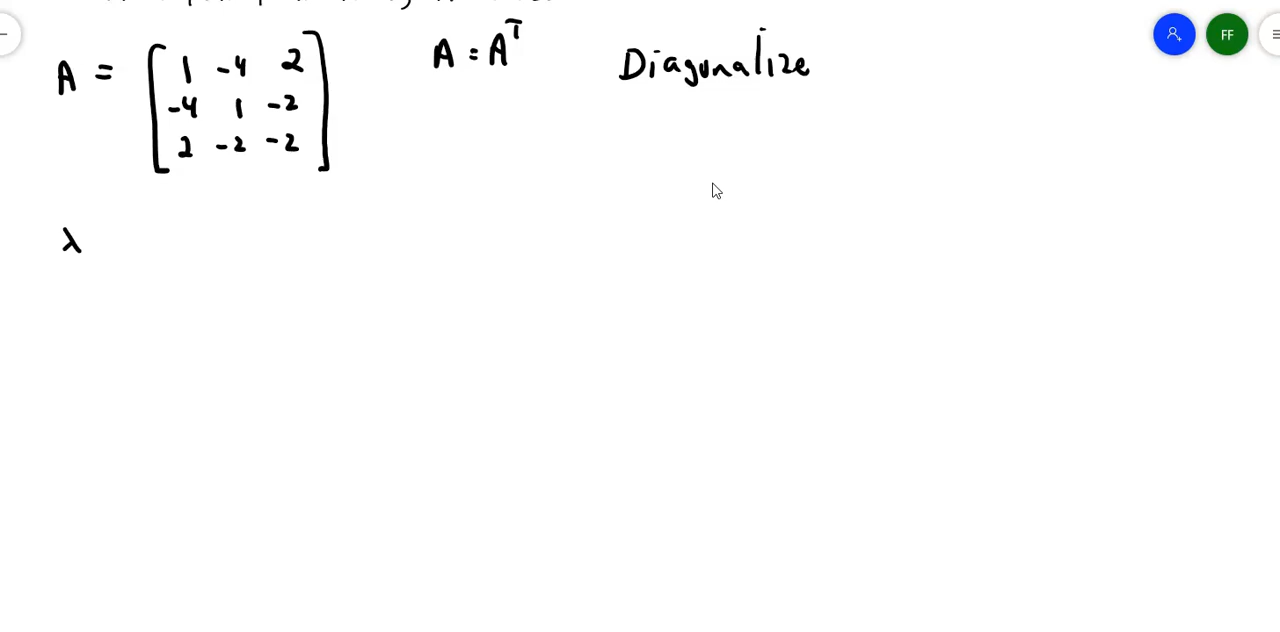 A = [ 1 -4 2 A = Aᵀ Diagonalize
-4 1 -2
2 -2 -2 ]
λ
FF